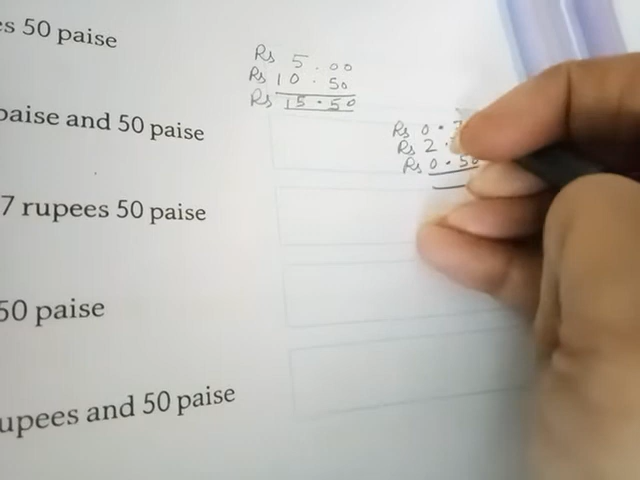 es 50 paise
Rs 5.00
Rs 10.50
Rs 15.50
paise and 50 paise
Rs 0.7
Rs 2.
Rs 0.50
7 rupees 50 paise
50 paise
upees and 50 paise